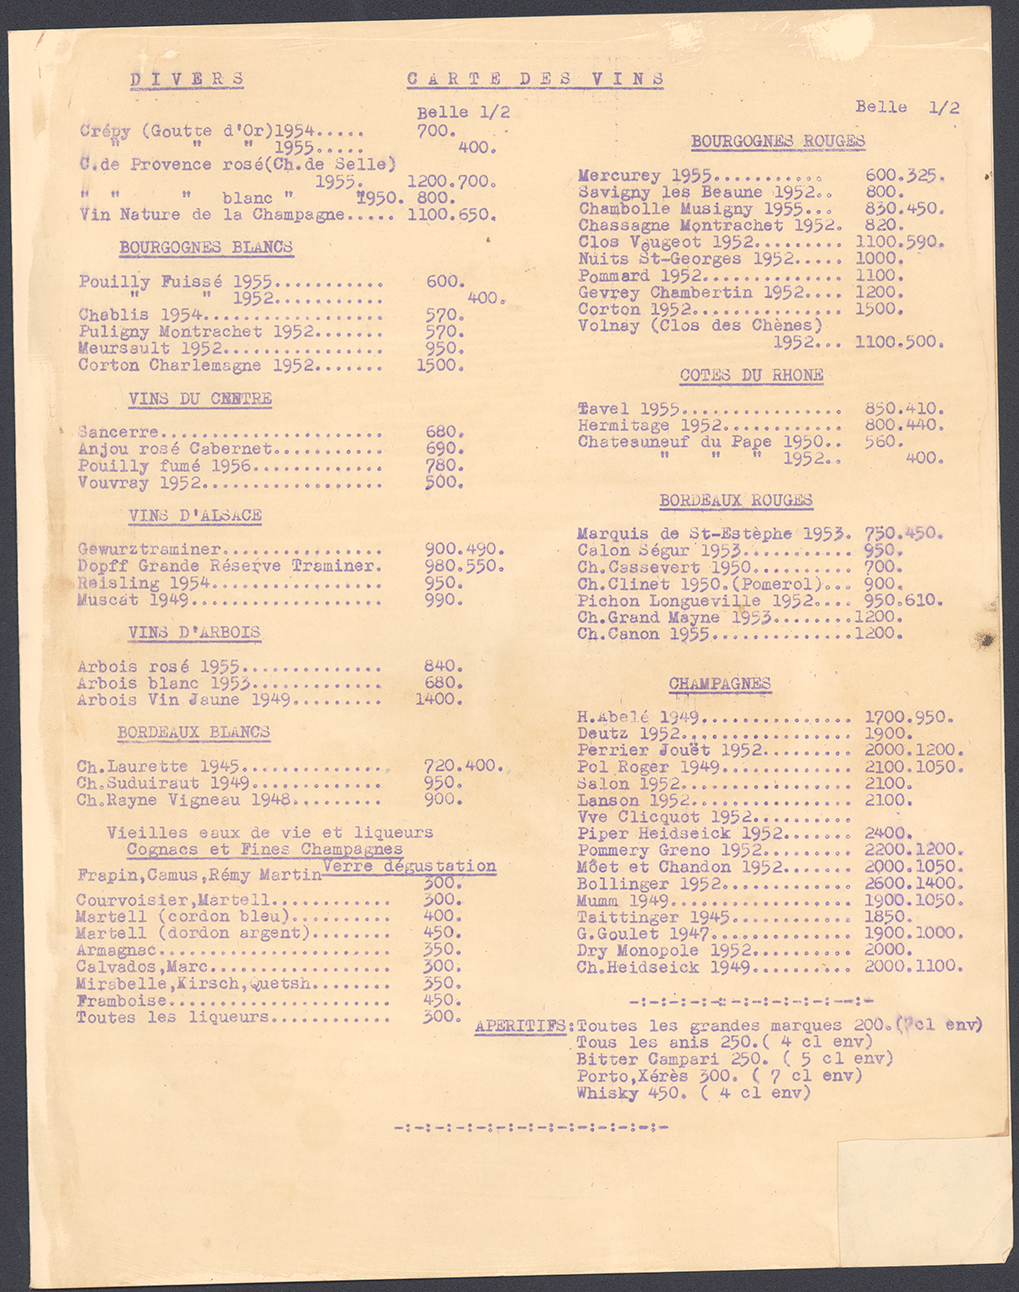 DIVERS
CARTE DES VINS
Belle 1/2
Crépy (Goutte d'Or)1954..... 700.
" " " 1955..... 400.
C.de Provence rosé(Ch.de Selle)
1955. 1200.700.
" " " blanc " 1950. 800.
Vin Nature de la Champagne..... 1100.650.
BOURGOGNES BLANCS
Pouilly Fuissé 1955........... 600.
" " 1952........... 400.
Chablis 1954.................. 570.
Puligny Montrachet 1952....... 570.
Meursault 1952................ 950.
Corton Charlemagne 1952....... 1500.
VINS DU CENTRE
Sancerre...................... 680.
Anjou rosé Cabernet........... 690.
Pouilly fumé 1956............. 780.
Vouvray 1952.................. 500.
VINS D'ALSACE
Gewurztraminer................ 900.490.
Dopff Grande Réserve Traminer. 980.550.
Reisling 1954................. 950.
Muscat 1949................... 990.
VINS D'ARBOIS
Arbois rosé 1955.............. 840.
Arbois blanc 1953............. 680.
Arbois Vin Jaune 1949......... 1400.
BORDEAUX BLANCS
Ch.Laurette 1945.............. 720.400.
Ch.Suduiraut 1949............. 950.
Ch.Rayne Vigneau 1948......... 900.
Vieilles eaux de vie et liqueurs
Cognacs et Fines Champagnes
Verre dégustation
Frapin,Camus,Rémy Martin 300.
Courvoisier,Martell........... 300.
Martell (cordon bleu)......... 400.
Martell (dordon argent)....... 450.
Armagnac...................... 350.
Calvados,Marc................. 300.
Mirabelle,Kirsch,Quetsh....... 350.
Framboise..................... 450.
Toutes les liqueurs........... 300.
Belle 1/2
BOURGOGNES ROUGES
Mercurey 1955........... 600.325.
Savigny les Beaune 1952.. 800.
Chambolle Musigny 1955... 830.450.
Chassagne Montrachet 1952. 820.
Clos Vougeot 1952......... 1100.590.
Nuits St-Georges 1952..... 1000.
Pommard 1952.............. 1100.
Gevrey Chambertin 1952.... 1200.
Corton 1952............... 1500.
Volnay (Clos des Chènes)
1952... 1100.500.
COTES DU RHONE
Tavel 1955................ 850.410.
Hermitage 1952............ 800.440.
Chateauneuf du Pape 1950.. 560.
" " " 1952.. 400.
BORDEAUX ROUGES
Marquis de St-Estèphe 1953. 750.450.
Calon Ségur 1953........... 950.
Ch.Cassevert 1950.......... 700.
Ch.Clinet 1950.(Pomerol)... 900.
Pichon Longueville 1952.... 950.610.
Ch.Grand Mayne 1953........1200.
Ch.Canon 1955..............1200.
CHAMPAGNES
H.Abelé 1949............... 1700.950.
Deutz 1952................. 1900.
Perrier Jouët 1952......... 2000.1200.
Pol Roger 1949............. 2100.1050.
Salon 1952................. 2100.
Lanson 1952................ 2100.
Vve Clicquot 1952..........
Piper Heidseick 1952....... 2400.
Pommery Greno 1952......... 2200.1200.
Môet et Chandon 1952....... 2000.1050.
Bollinger 1952............. 2600.1400.
Mumm 1949.................. 1900.1050.
Taittinger 1945............ 1850.
G.Goulet 1947.............. 1900.1000.
Dry Monopole 1952.......... 2000.
Ch.Heidseick 1949.......... 2000.1100.
-:-:-:-:-:-:-:-:-:-:-:-
APERITIFS:Toutes les grandes marques 200.(7cl env)
Tous les anis 250.( 4 cl env)
Bitter Campari 250. ( 5 cl env)
Porto,Xérès 300. ( 7 cl env)
Whisky 450. ( 4 cl env)
-:-:-:-:-:-:-:-:-:-:-:-:-:-